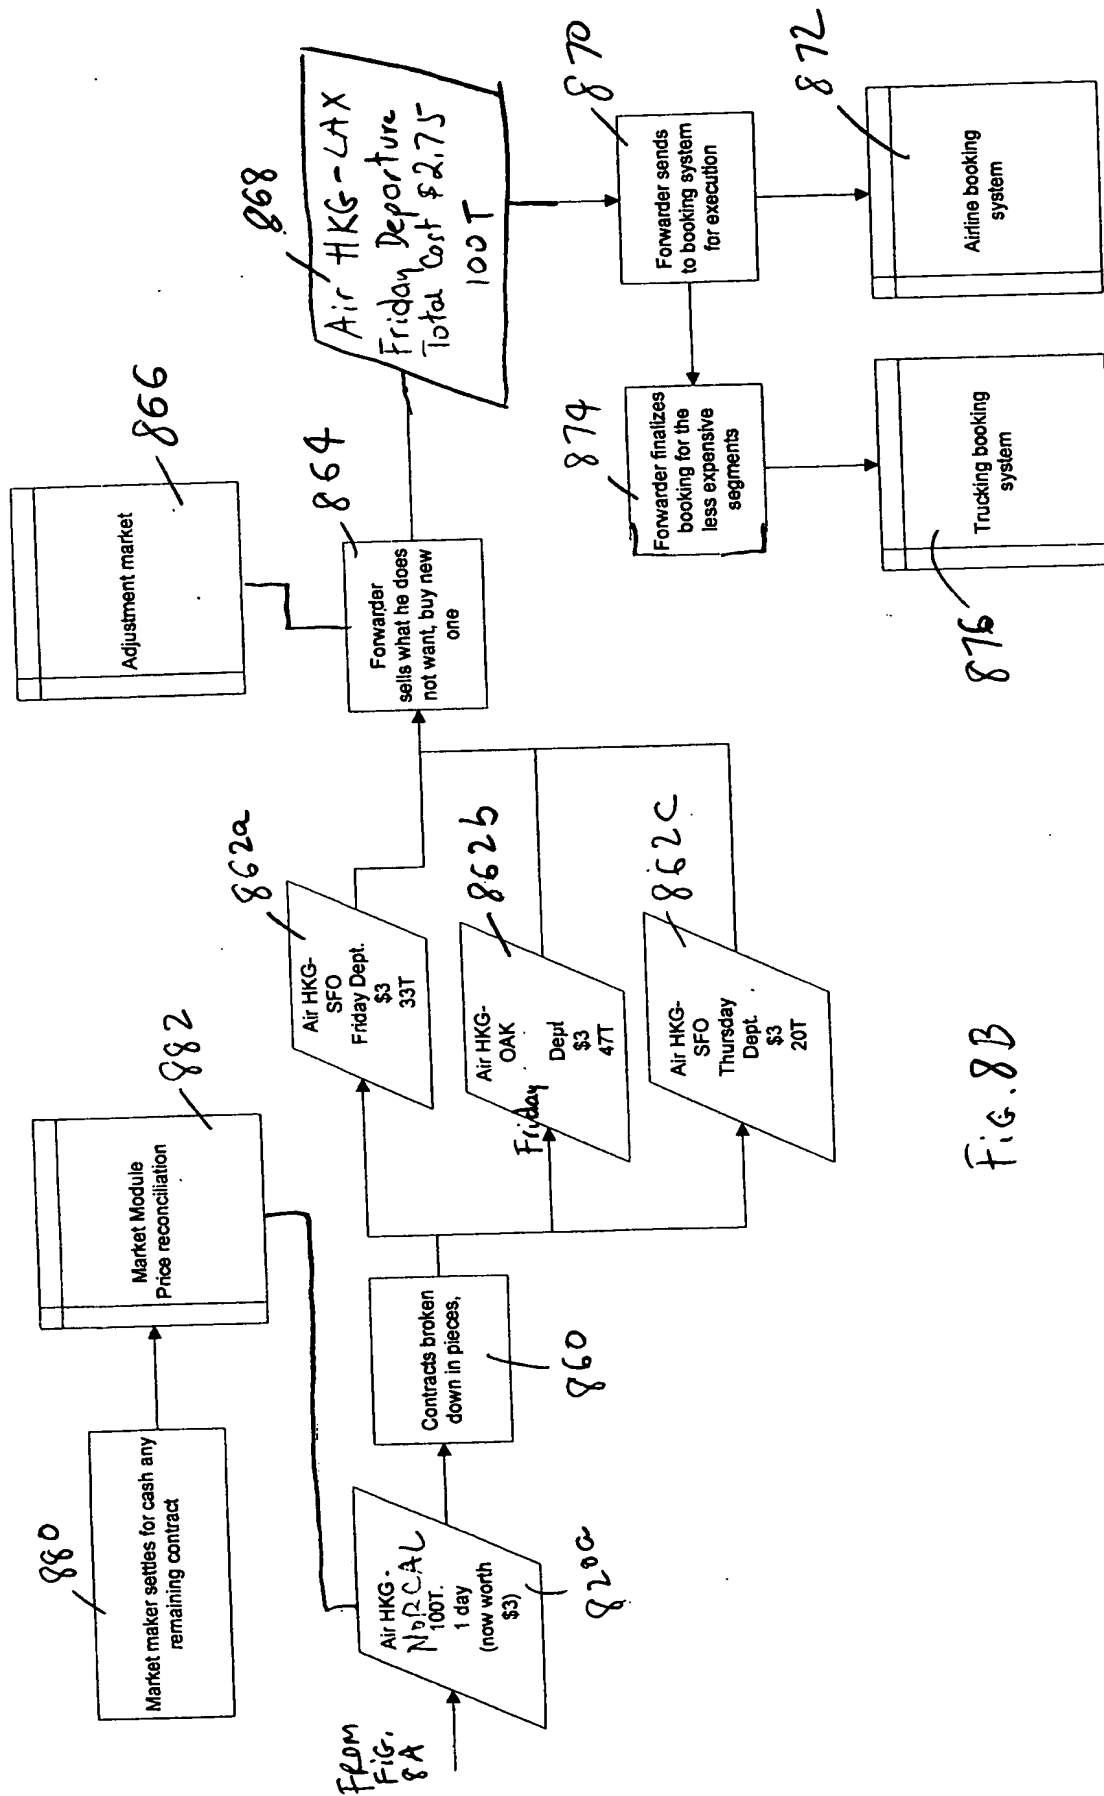 880
Market maker settles for cash any
remaining contract
Market Module
Price reconciliation
882
Adjustment market
866
FROM
FIG.
8A
Air HKG-
NORCAL
100T.
1 day
(now worth
$3)
820a
Contracts broken
down in pieces,
860
Air HKG-
SFO
Friday Dept.
$3
33T
862a
Air HKG-
OAK
Friday
Dept
$3
47T
862b
Air HKG-
SFO
Thursday
Dept.
$3
20T
862c
Forwarder
sells what he does
not want, buy new
one
864
868
Air HKG-LAX
Friday Departure
Total Cost $2.75
100T
Forwarder sends
to booking system
for execution
870
Airline booking
system
872
874
Forwarder finalizes
booking for the
less expensive
segments
Trucking booking
system
876
FiG. 8B